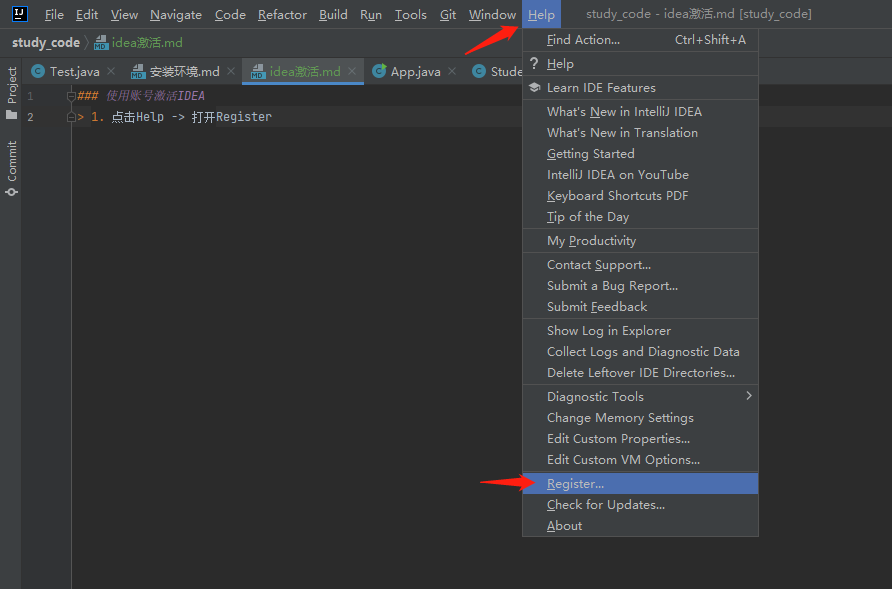 IJ File Edit View Navigate Code Refactor Build Run Tools Git Window Help study_code - idea激活.md [study_code]
study_code idea激活.md
Test.java 安装环境.md idea激活.md App.java Stude
Project
Commit
1 ### 使用账号激活IDEA
2 > 1. 点击Help -> 打开Register
Find Action... Ctrl+Shift+A
? Help
Learn IDE Features
What's New in IntelliJ IDEA
What's New in Translation
Getting Started
IntelliJ IDEA on YouTube
Keyboard Shortcuts PDF
Tip of the Day
My Productivity
Contact Support...
Submit a Bug Report...
Submit Feedback
Show Log in Explorer
Collect Logs and Diagnostic Data
Delete Leftover IDE Directories...
Diagnostic Tools
Change Memory Settings
Edit Custom Properties...
Edit Custom VM Options...
Register...
Check for Updates...
About